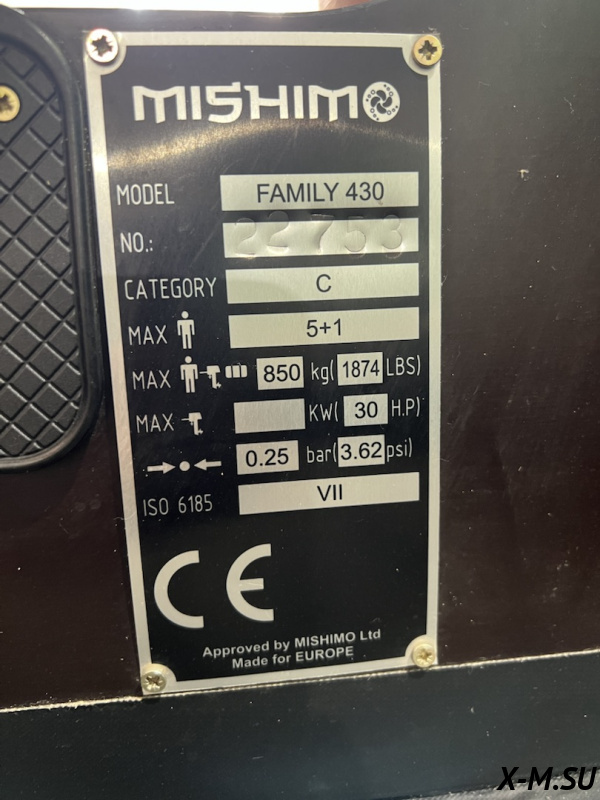 MISHIMO
MODEL FAMILY 430
NO.: 22753
CATEGORY C
MAX 5+1
MAX 850 kg( 1874 LBS)
MAX KW( 30 H.P)
0.25 bar( 3.62 psi)
ISO 6185 VII
CE
Approved by MISHIMO Ltd
Made for EUROPE
X-M.SU